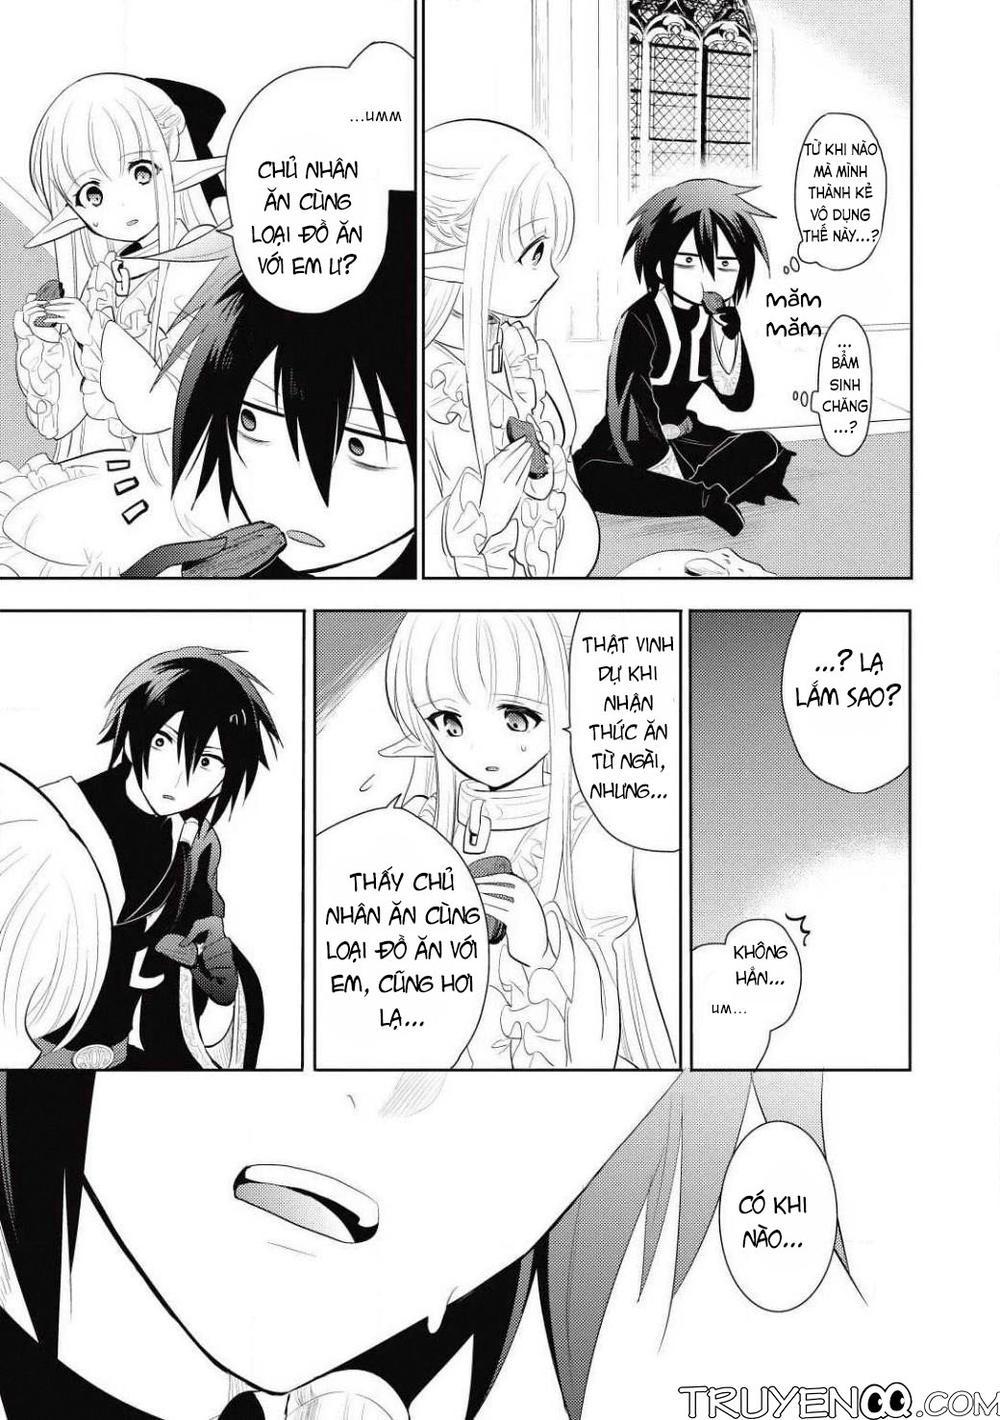 TỪ KHI NÀO
MÀ MÌNH
THÀNH KẺ
VÔ DỤNG
THẾ NÀY...?
MĂM
MĂM
...
BẨM
SINH
CHĂNG
...?
...UMM
CHỦ NHÂN
ĂN CÙNG
LOẠI ĐỒ ĂN
VỚI EM Ư?
...? LẠ
LẮM SAO?
KHÔNG
HẲN...
UM...
THẬT VINH
DỰ KHI
NHẬN
THỨC ĂN
TỪ NGÀI,
NHƯNG...
THẤY CHỦ
NHÂN ĂN CÙNG
LOẠI ĐỒ ĂN VỚI
EM, CŨNG HƠI
LẠ...
CÓ KHI
NÀO...
TRUYENQQ.COM